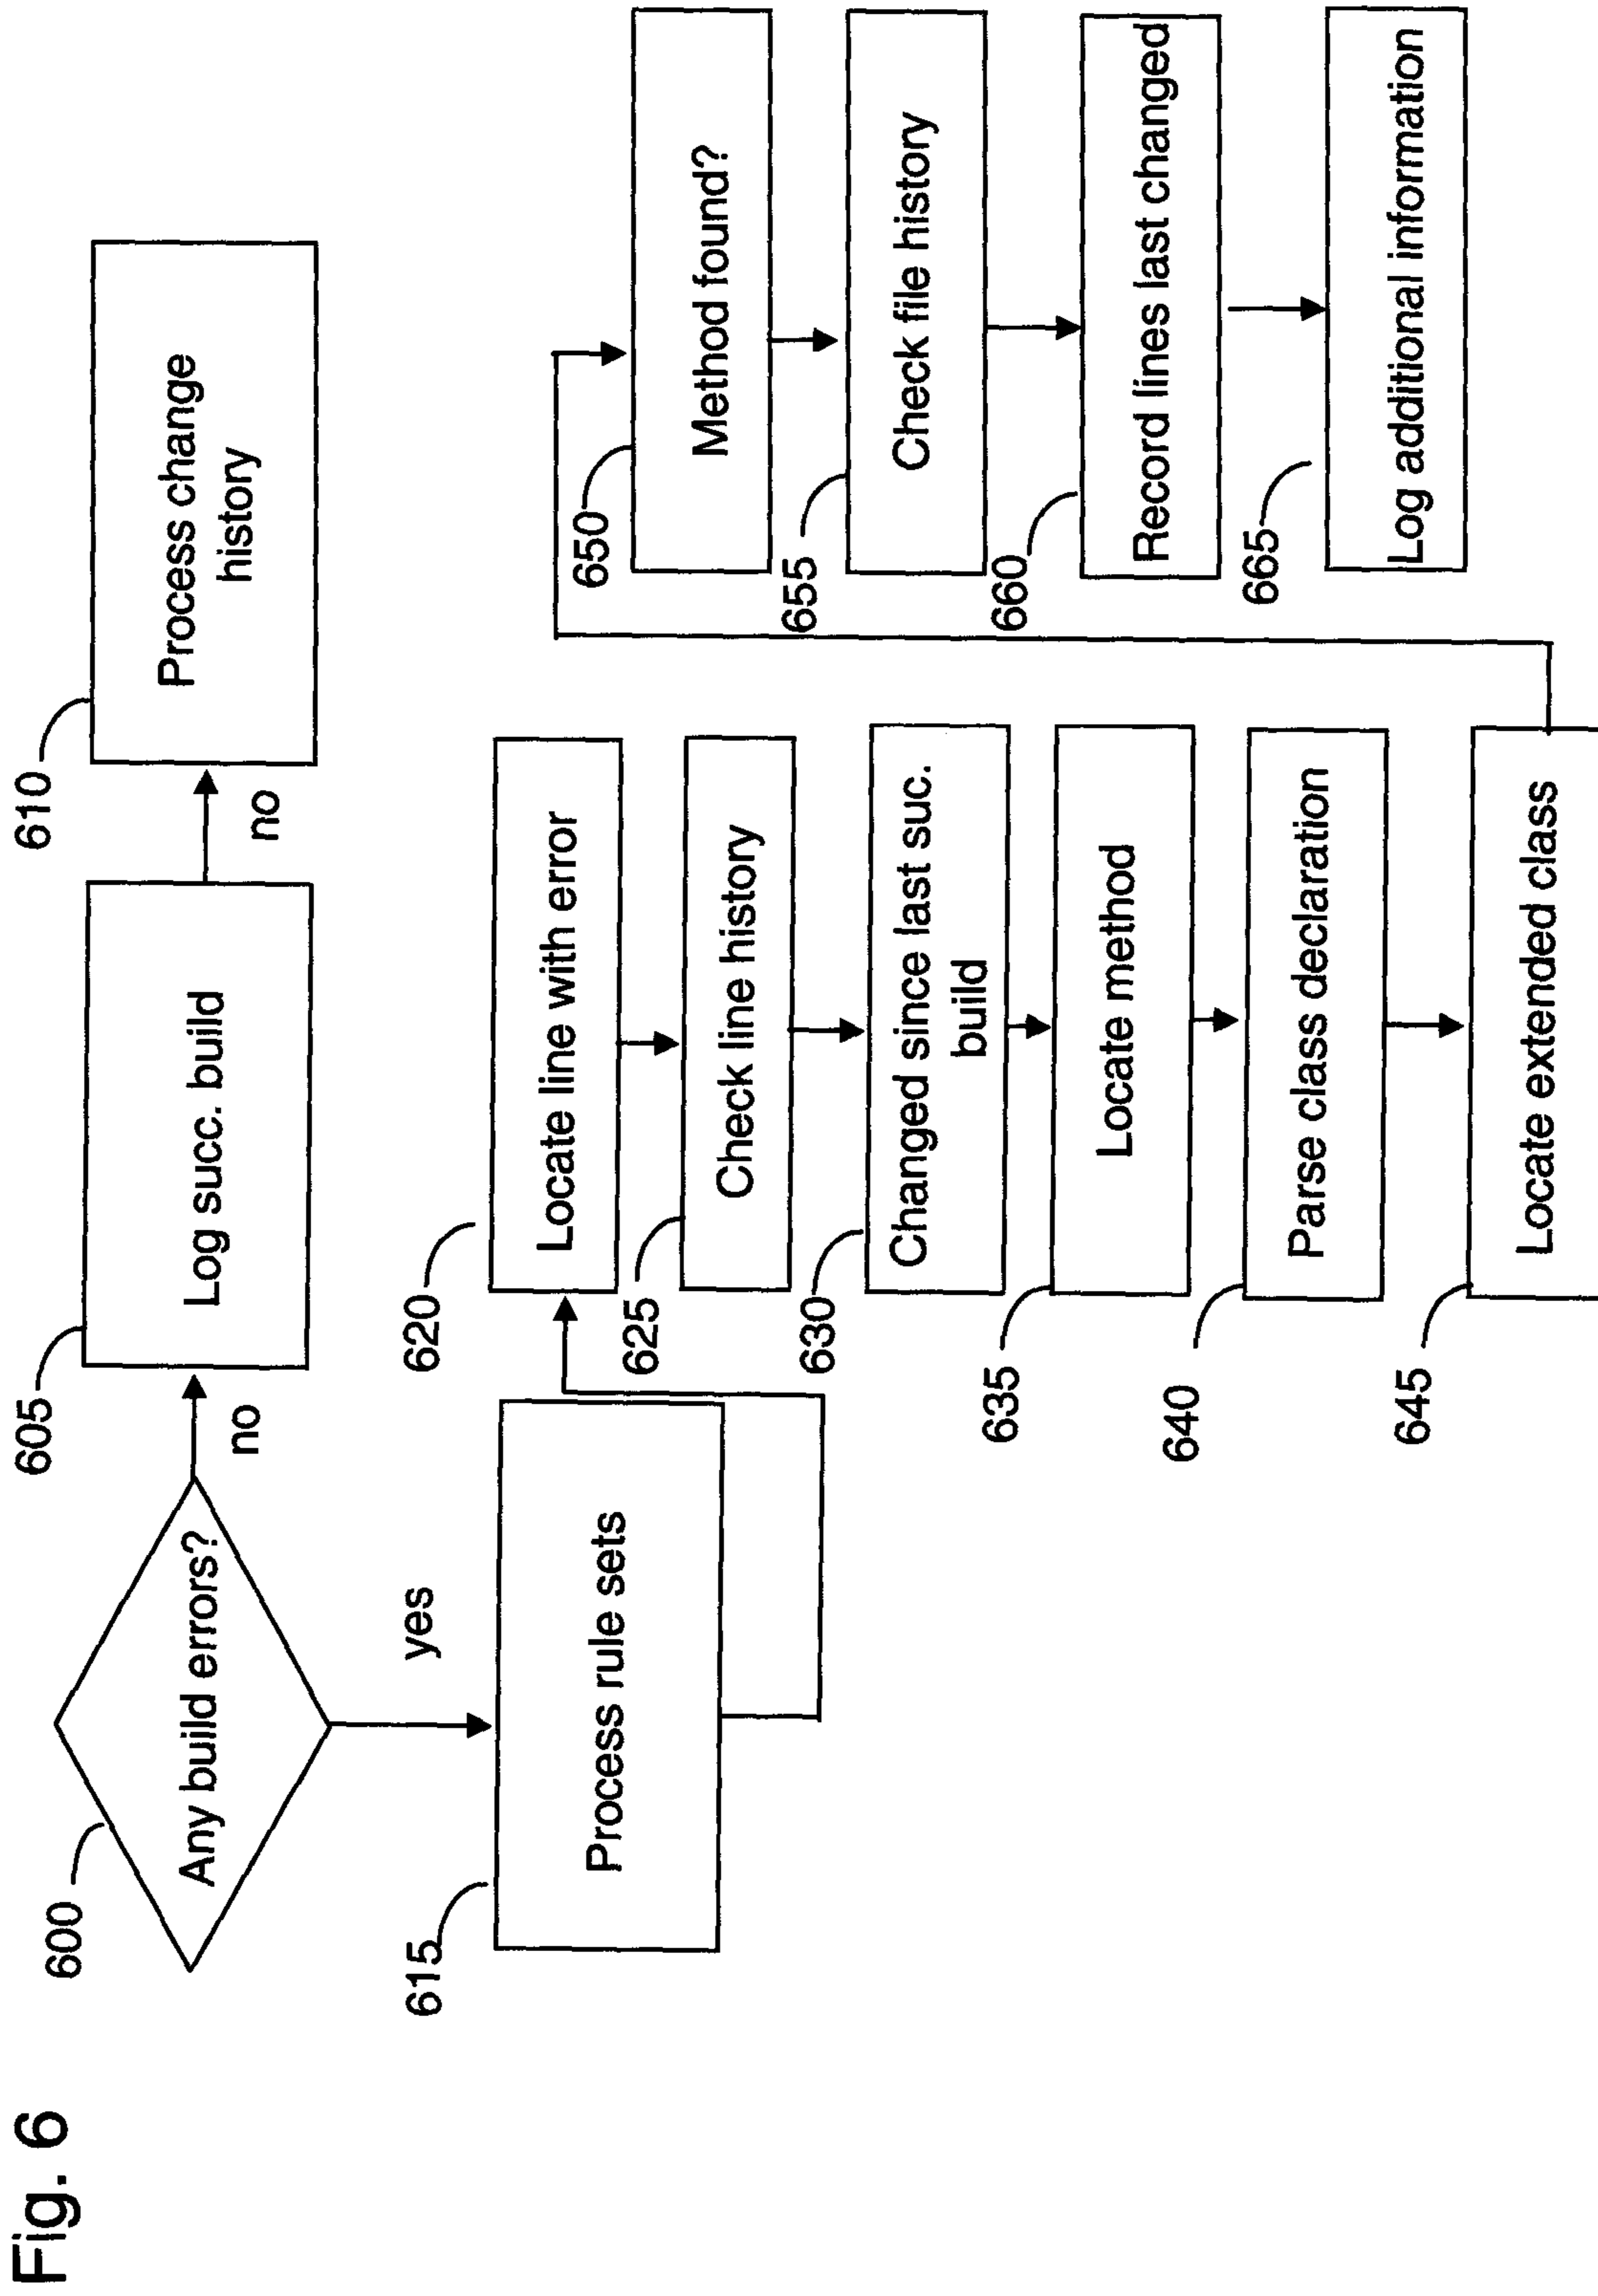 Fig. 6
600
Any build errors?
no
605
Log succ. build
no
610
Process change
history
yes
615
Process rule sets
620
Locate line with error
625
Check line history
630
Changed since last suc.
build
635
Locate method
640
Parse class declaration
645
Locate extended class
650
Method found?
655
Check file history
660
Record lines last changed
665
Log additional information